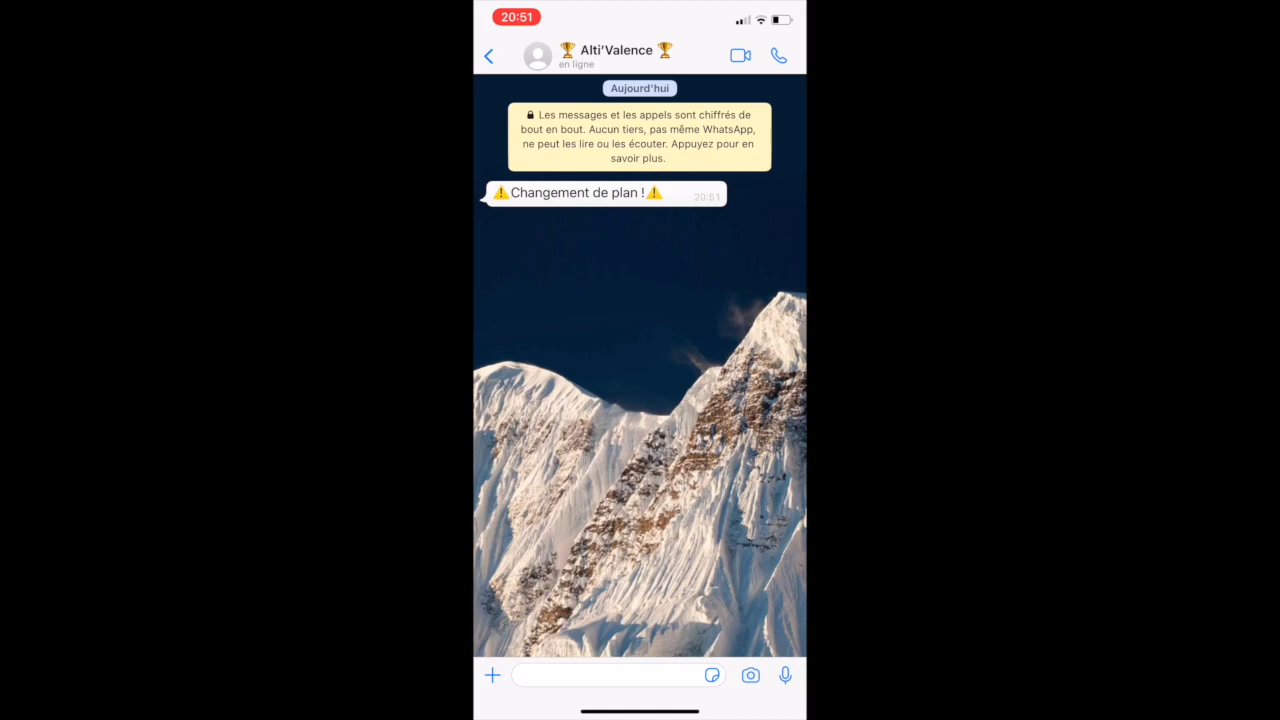 20:51
🏆 Alti'Valence 🏆
en ligne
Aujourd'hui
🔒 Les messages et les appels sont chiffrés de
bout en bout. Aucun tiers, pas même WhatsApp,
ne peut les lire ou les écouter. Appuyez pour en
savoir plus.
⚠️Changement de plan !⚠️ 20:51